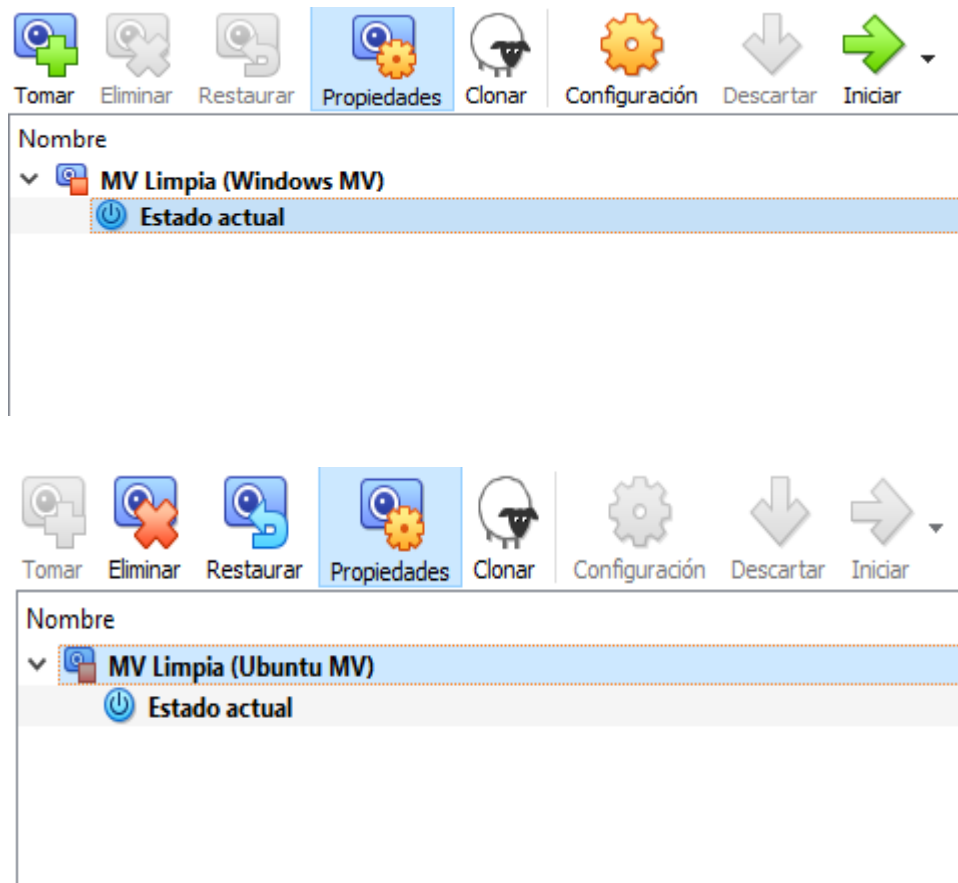 Tomar Eliminar Restaurar Propiedades Clonar Configuración Descartar Iniciar
Nombre
MV Limpia (Windows MV)
Estado actual
Tomar Eliminar Restaurar Propiedades Clonar Configuración Descartar Iniciar
Nombre
MV Limpia (Ubuntu MV)
Estado actual